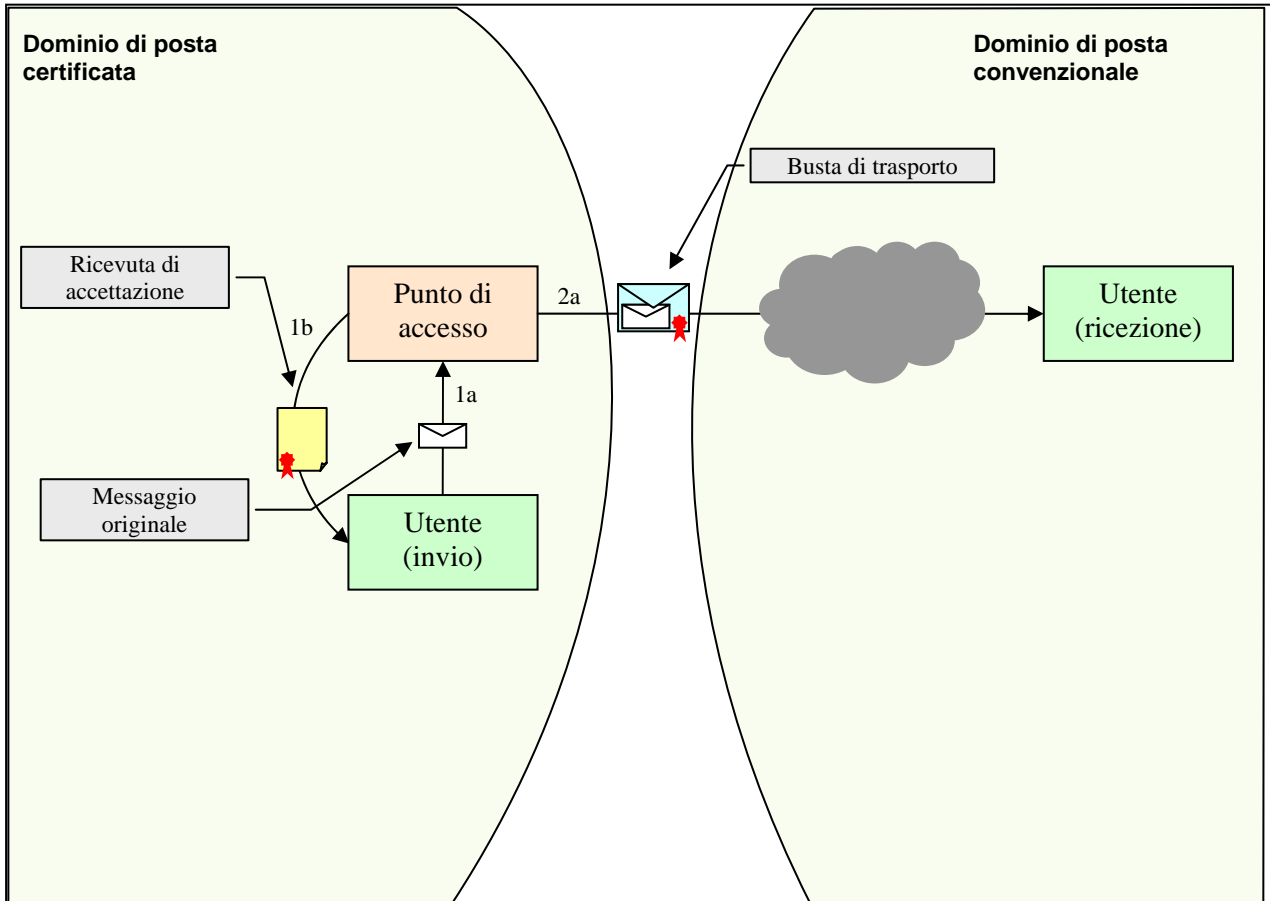 Dominio di posta
certificata
Dominio di posta
convenzionale
Busta di trasporto
Ricevuta di
accettazione
Punto di
accesso
2a
Utente
(ricezione)
1b
1a
Messaggio
originale
Utente
(invio)